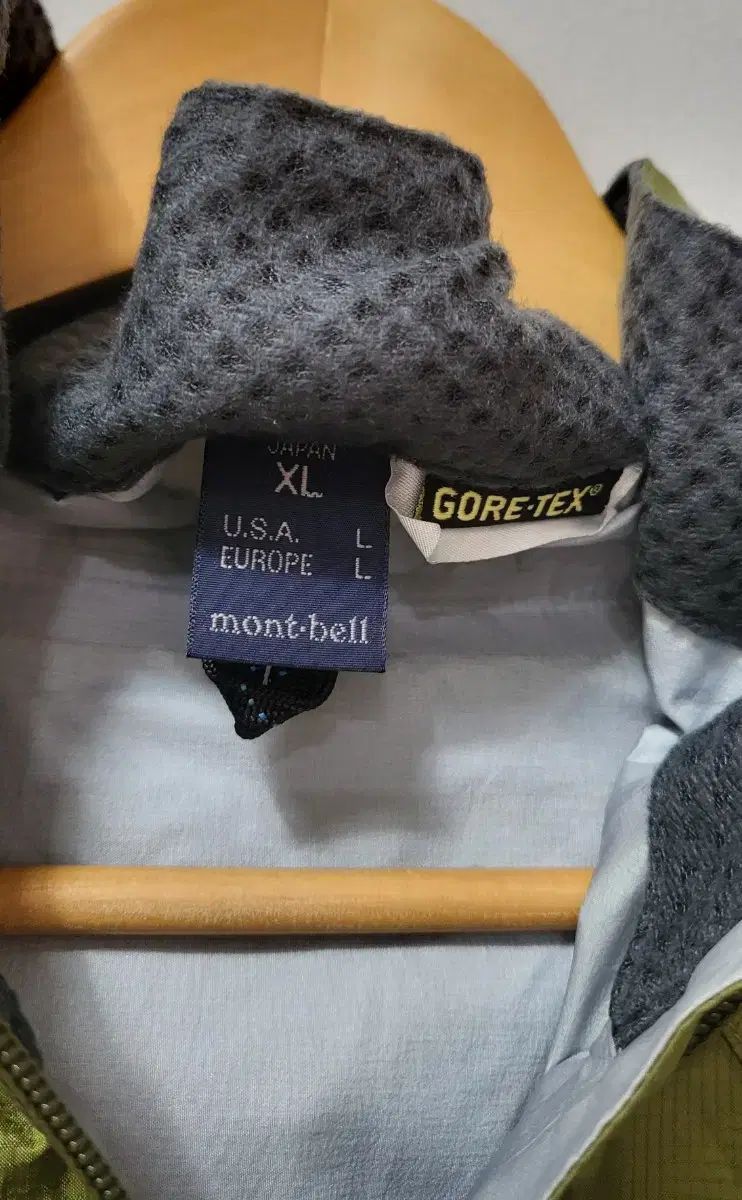 JAPAN
XL
U.S.A. L
EUROPE L
mont-bell
GORE-TEX®